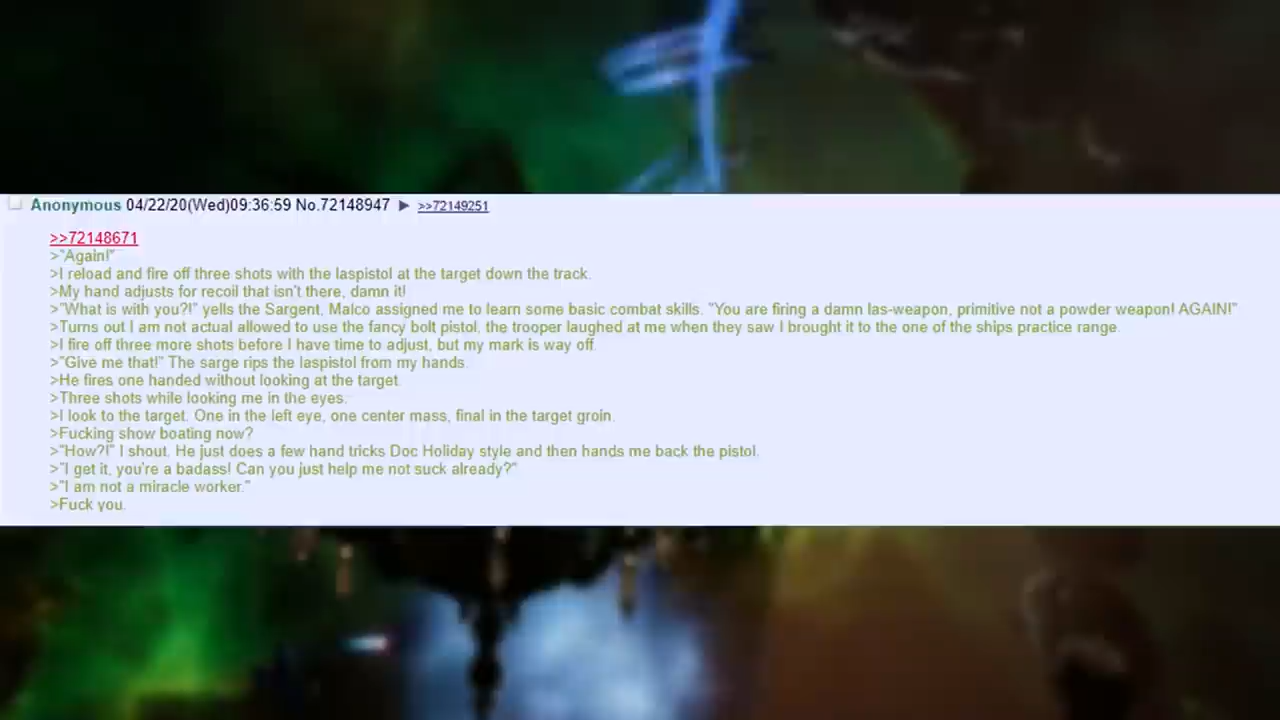 Anonymous 04/22/20(Wed)09:36:59 No.72148947 ▶ >>72149251
>>72148671
>"Again!"
>I reload and fire off three shots with the laspistol at the target down the track.
>My hand adjusts for recoil that isn't there, damn it!
>"What is with you?!" yells the Sargent, Malco assigned me to learn some basic combat skills. "You are firing a damn las-weapon, primitive not a powder weapon! AGAIN!"
>Turns out I am not actual allowed to use the fancy bolt pistol, the trooper laughed at me when they saw I brought it to the one of the ships practice range.
>I fire off three more shots before I have time to adjust, but my mark is way off.
>"Give me that!" The sarge rips the laspistol from my hands.
>He fires one handed without looking at the target.
>Three shots while looking me in the eyes.
>I look to the target. One in the left eye, one center mass, final in the target groin.
>Fucking show boating now?
>"How?!" I shout. He just does a few hand tricks Doc Holiday style and then hands me back the pistol.
>"I get it, you're a badass! Can you just help me not suck already?"
>"I am not a miracle worker."
>Fuck you.